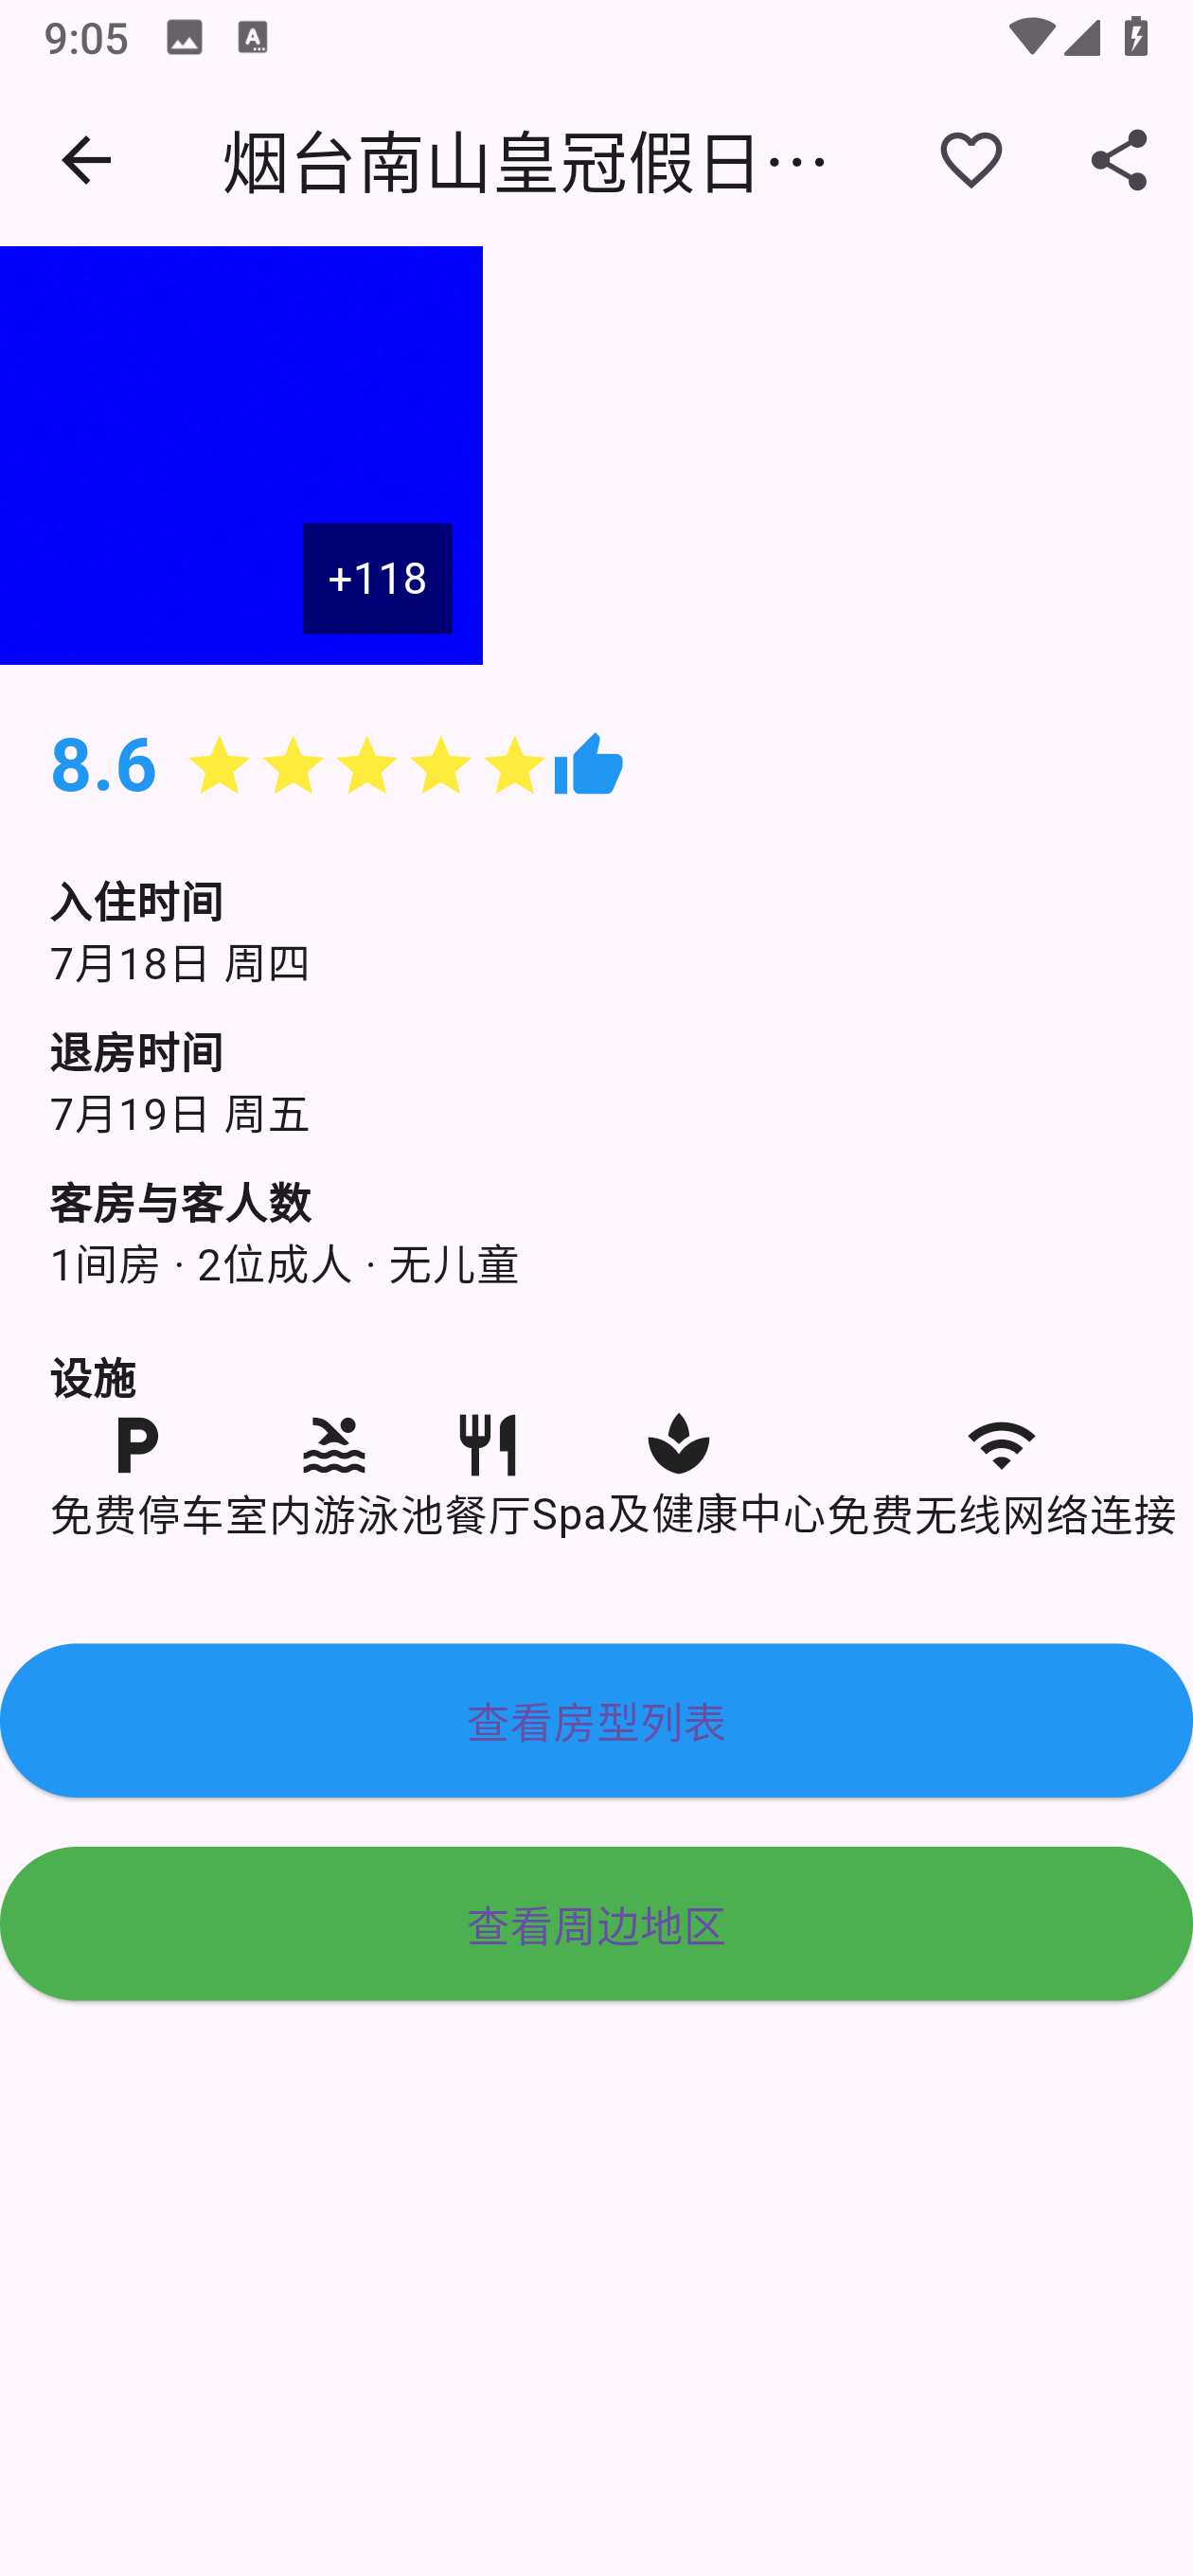 9:05
烟台南山皇冠假日…
+118
8.6
入住时间
7月18日 周四
退房时间
7月19日 周五
客房与客人数
1间房 · 2位成人 · 无儿童
设施
免费停车 室内游泳池 餐厅 Spa及健康中心 免费无线网络连接
查看房型列表
查看周边地区